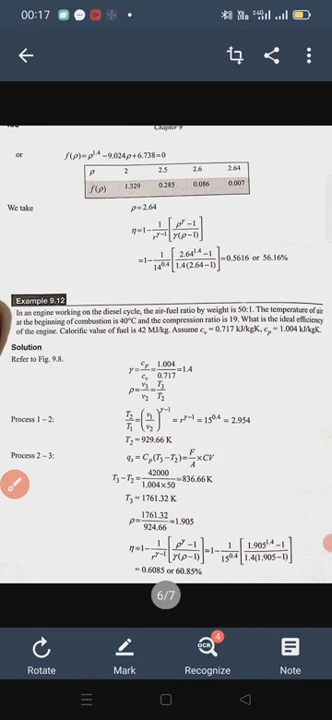 00:17
Chapter 9
or f(ρ)=ρ^1.4 −9.024ρ+6.738=0
ρ 2 2.5 2.6 2.64
f(ρ) 1.329 0.285 0.086 0.007
We take ρ=2.64
η=1−1/r^γ−1[ρ^γ−1/γ(ρ−1)]
=1−1/14^0.4[2.64^1.4−1/1.4(2.64−1)]=0.5616 or 56.16%
Example 9.12
In an engine working on the diesel cycle, the air-fuel ratio by weight is 50:1. The temperature of air
at the beginning of combustion is 40°C and the compression ratio is 19. What is the ideal efficiency
of the engine. Calorific value of fuel is 42 MJ/kg. Assume c_v = 0.717 kJ/kgK, c_p = 1.004 kJ/kgK.
Solution
Refer to Fig. 9.8.
γ=c_p/c_v=1.004/0.717=1.4
ρ=v₃/v₂=T₃/T₂
Process 1 – 2: T₂/T₁=(v₁/v₂)^γ−1=r^γ−1=15^0.4=2.954
T₂=929.66 K
Process 2 – 3: q_s=C_p(T₃−T₂)=F/A×CV
T₃−T₂=42000/1.004×50=836.66K
T₃=1761.32 K
ρ=1761.32/924.66=1.905
η=1−1/r^γ−1[ρ^γ−1/γ(ρ−1)]=1−1/15^0.4[1.905^1.4−1/1.4(1.905−1)]
=0.6085 or 60.85%
6/7
4
OCR
Rotate
Mark
Recognize
Note